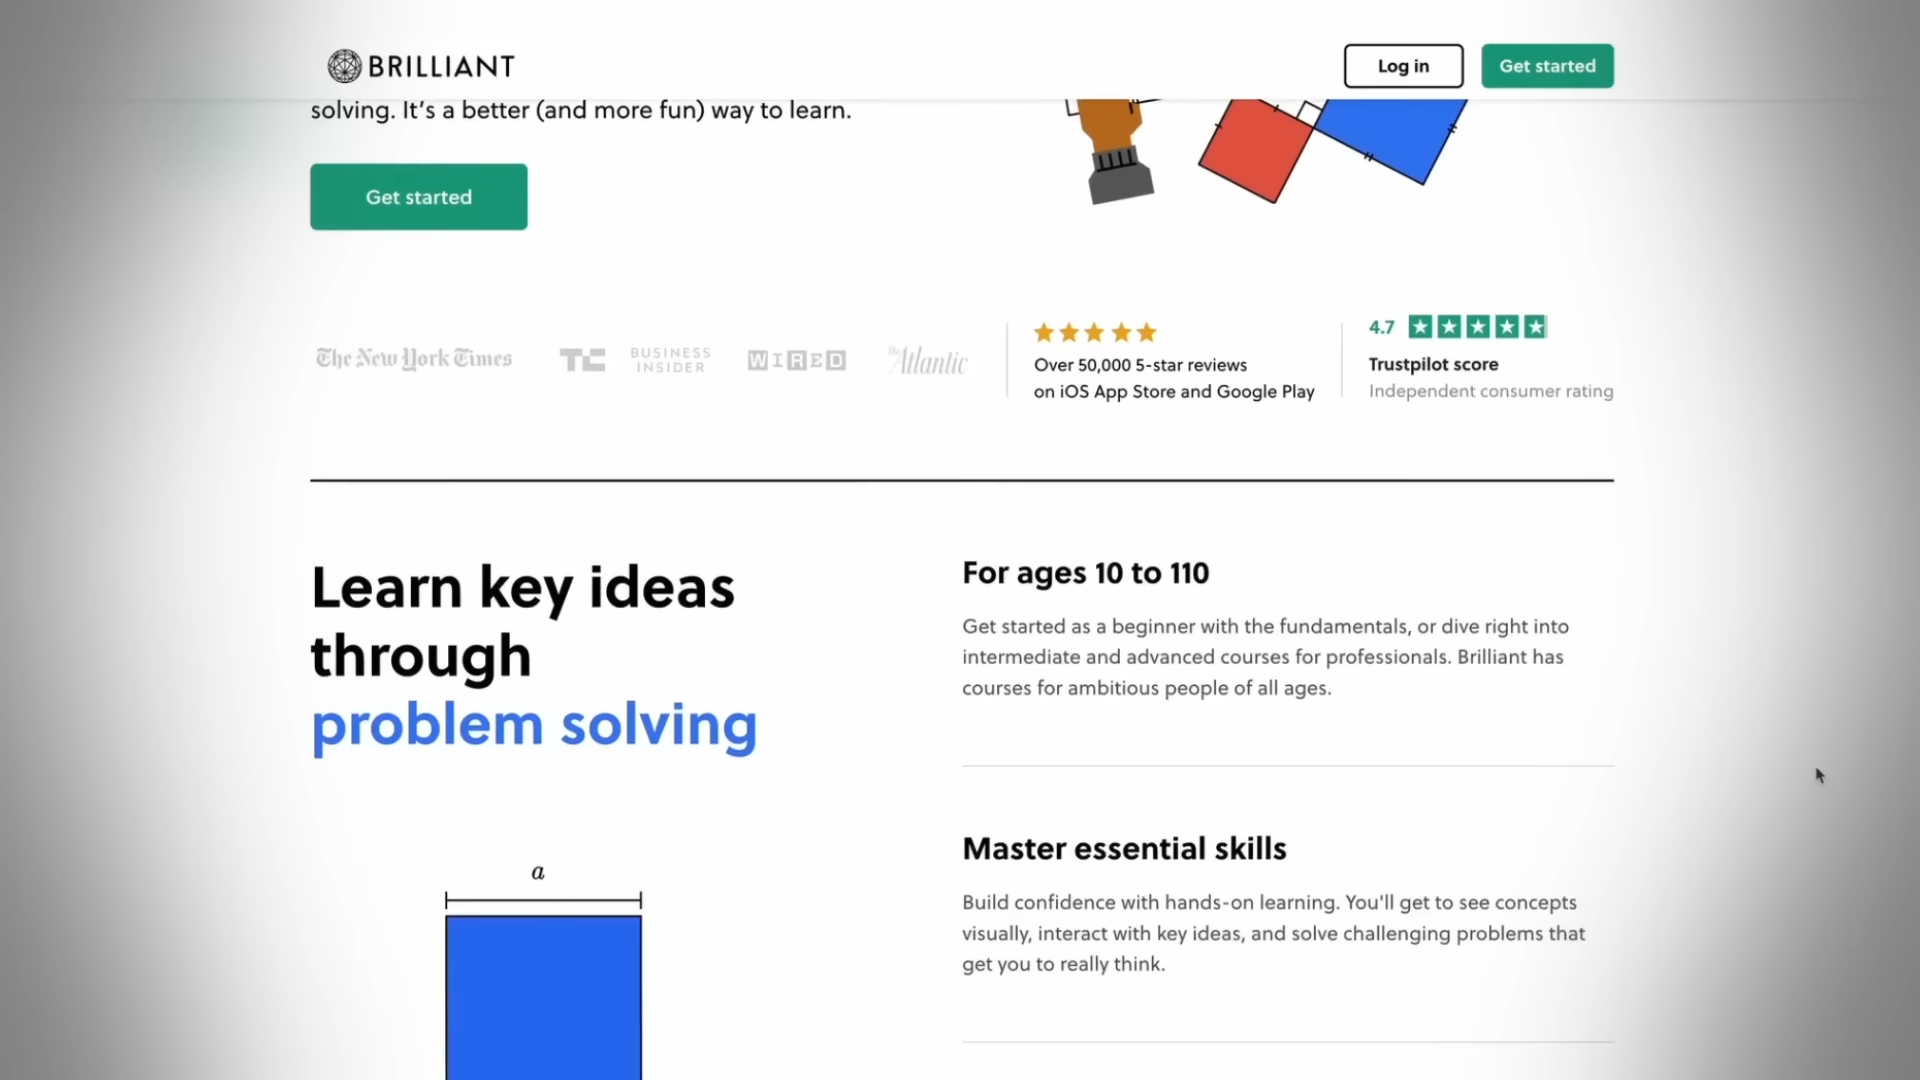 BRILLIANT
Log in
Get started
solving. It’s a better (and more fun) way to learn.
Get started
The New York Times
TC
BUSINESS
INSIDER
WIRED
The Atlantic
Over 50,000 5-star reviews
on iOS App Store and Google Play
4.7
Trustpilot score
Independent consumer rating
Learn key ideas
through
problem solving
a
For ages 10 to 110
Get started as a beginner with the fundamentals, or dive right into
intermediate and advanced courses for professionals. Brilliant has
courses for ambitious people of all ages.
Master essential skills
Build confidence with hands-on learning. You'll get to see concepts
visually, interact with key ideas, and solve challenging problems that
get you to really think.